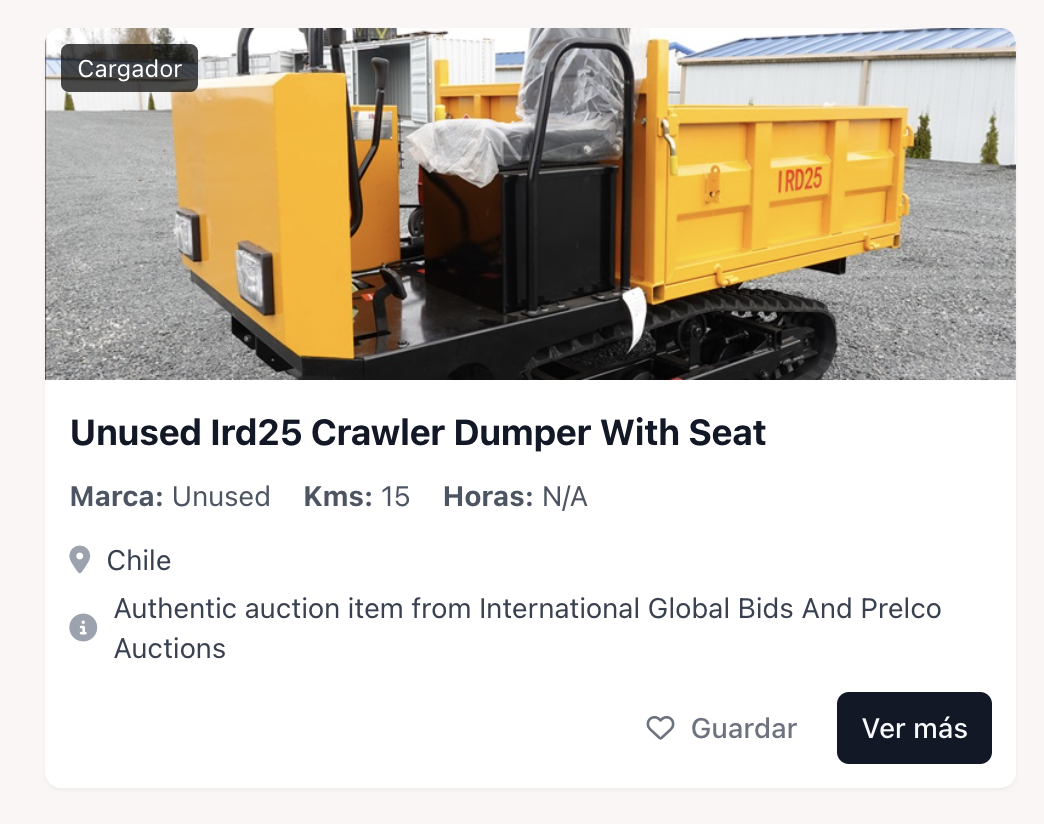 Cargador
IRD25
Unused Ird25 Crawler Dumper With Seat
Marca: Unused Kms: 15 Horas: N/A
Chile
Authentic auction item from International Global Bids And Prelco
Auctions
Guardar Ver más